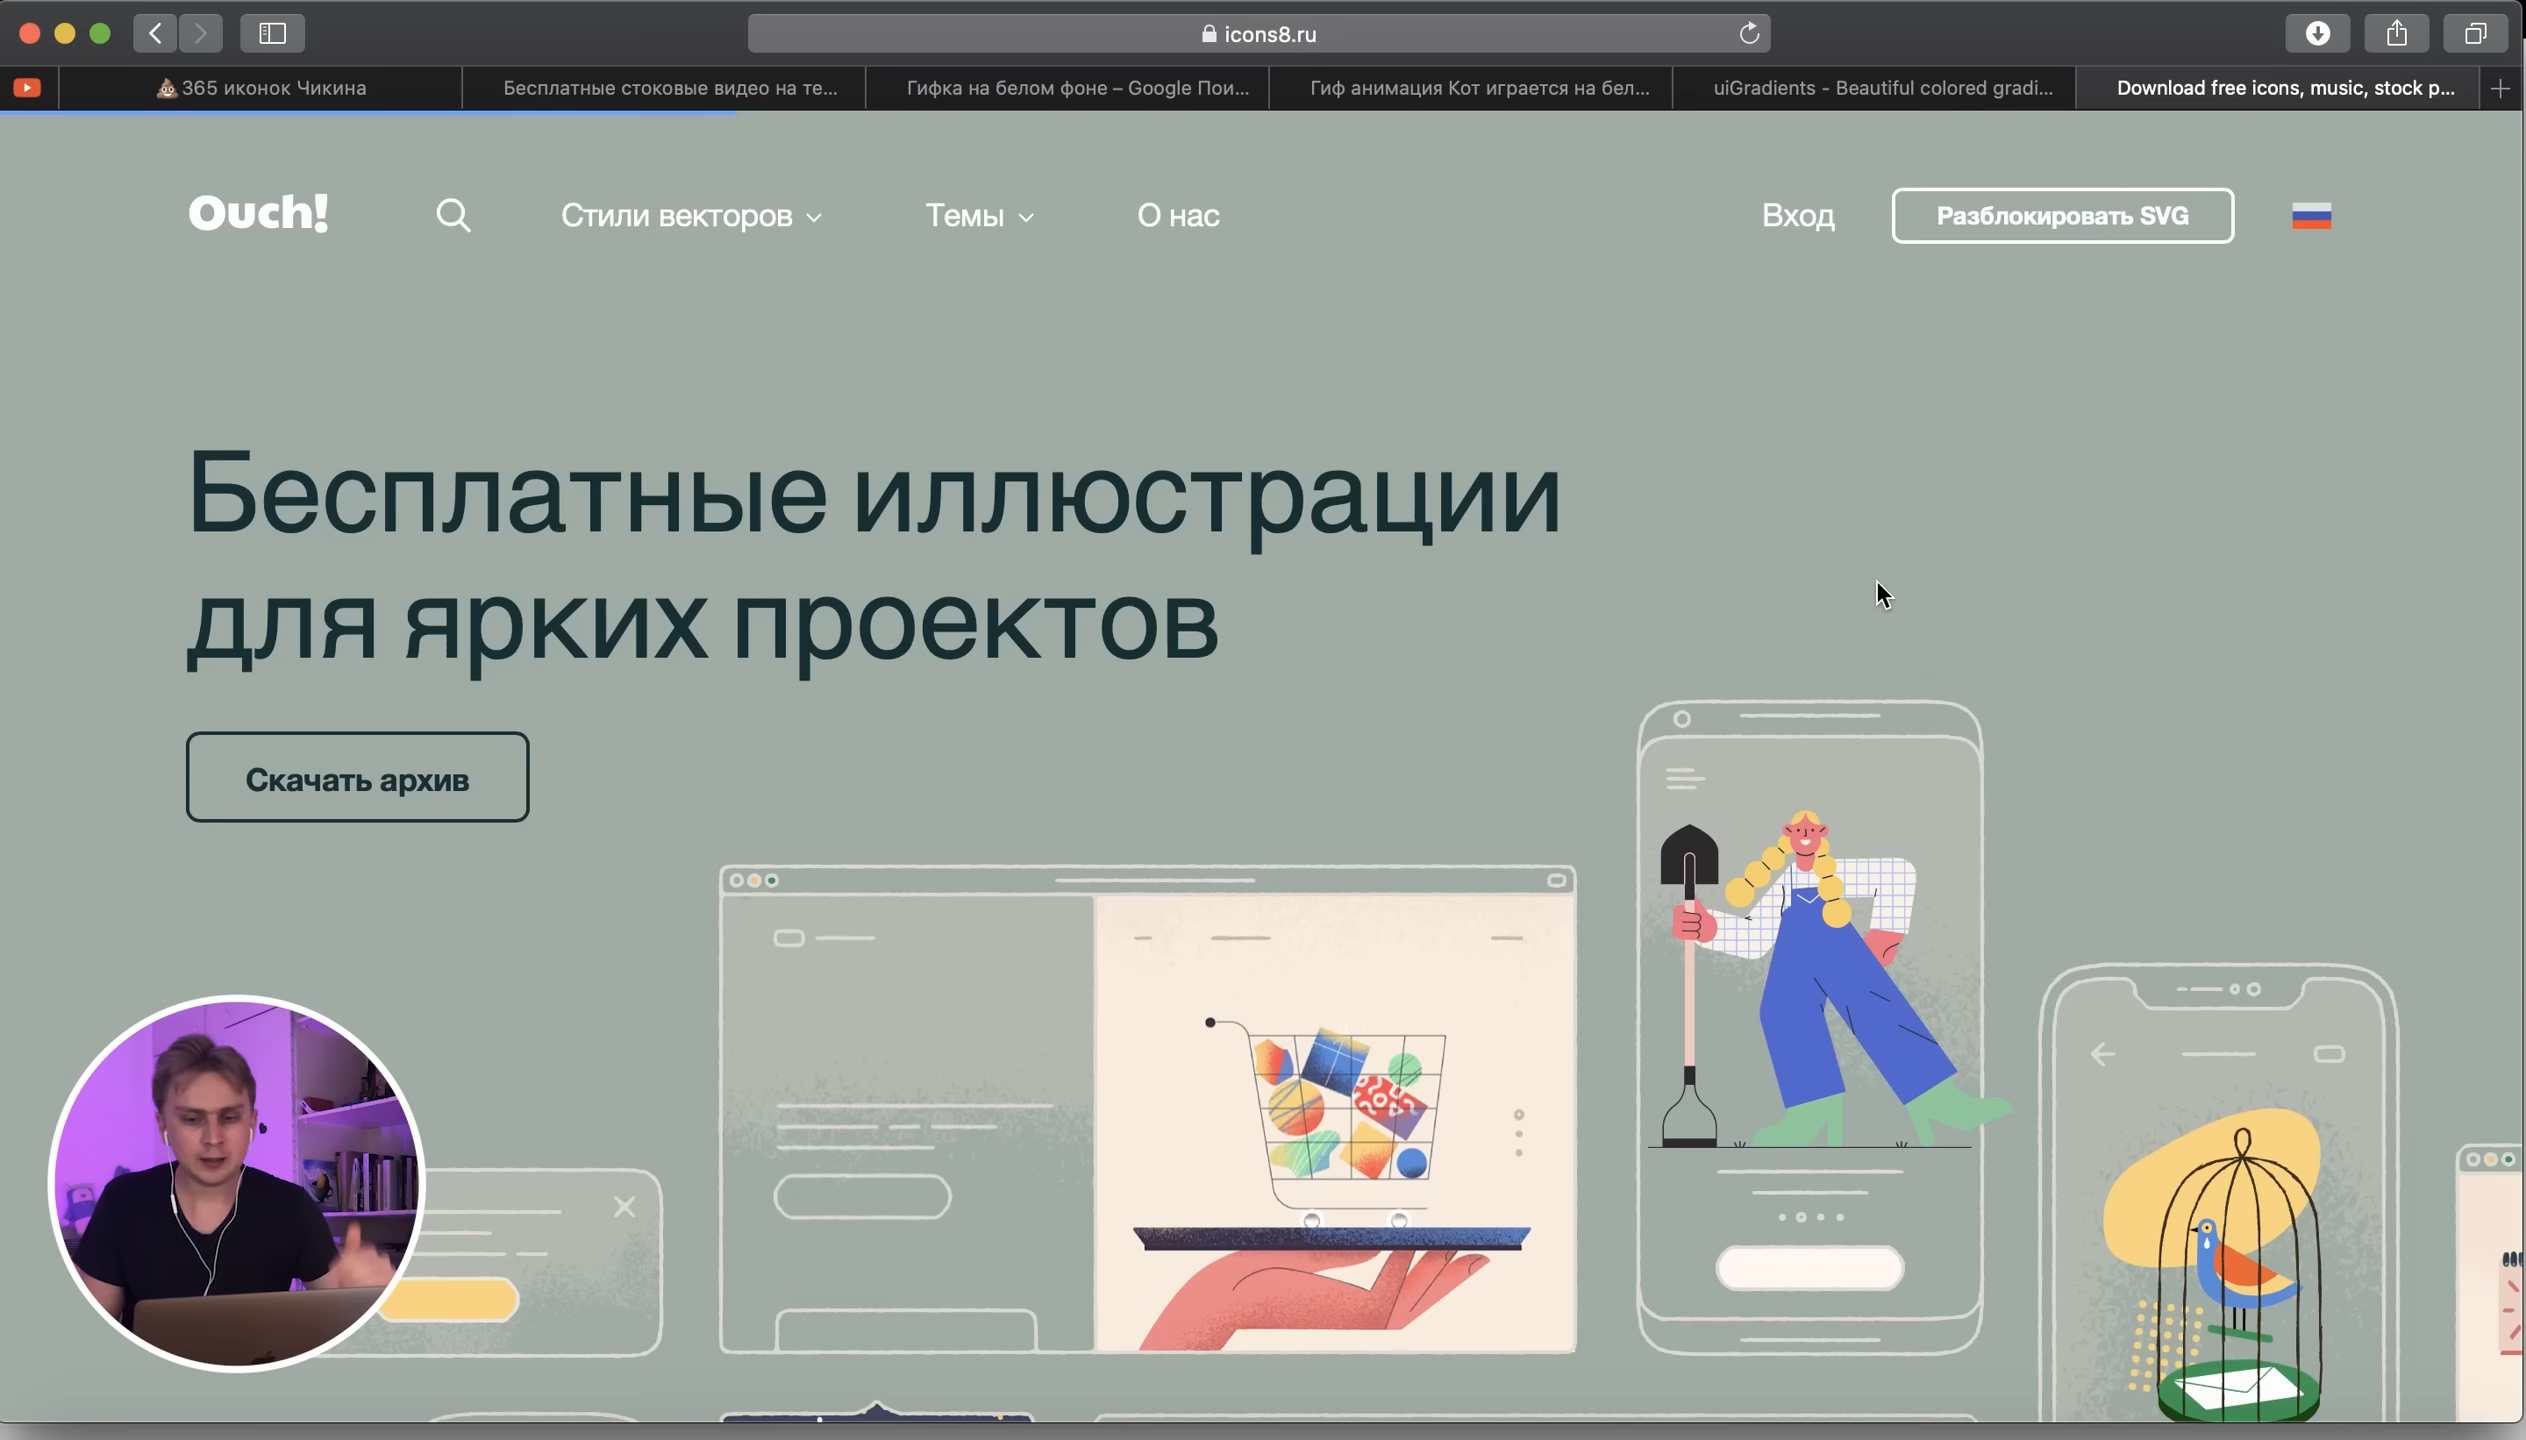 icons8.ru
365 иконок Чикина
Бесплатные стоковые видео на те...
Гифка на белом фоне – Google Пои...
Гиф анимация Кот играется на бел...
uiGradients - Beautiful colored gradi...
Download free icons, music, stock p...
Ouch!
Стили векторов
Темы
О нас
Вход
Разблокировать SVG
Бесплатные иллюстрации
для ярких проектов
Скачать архив